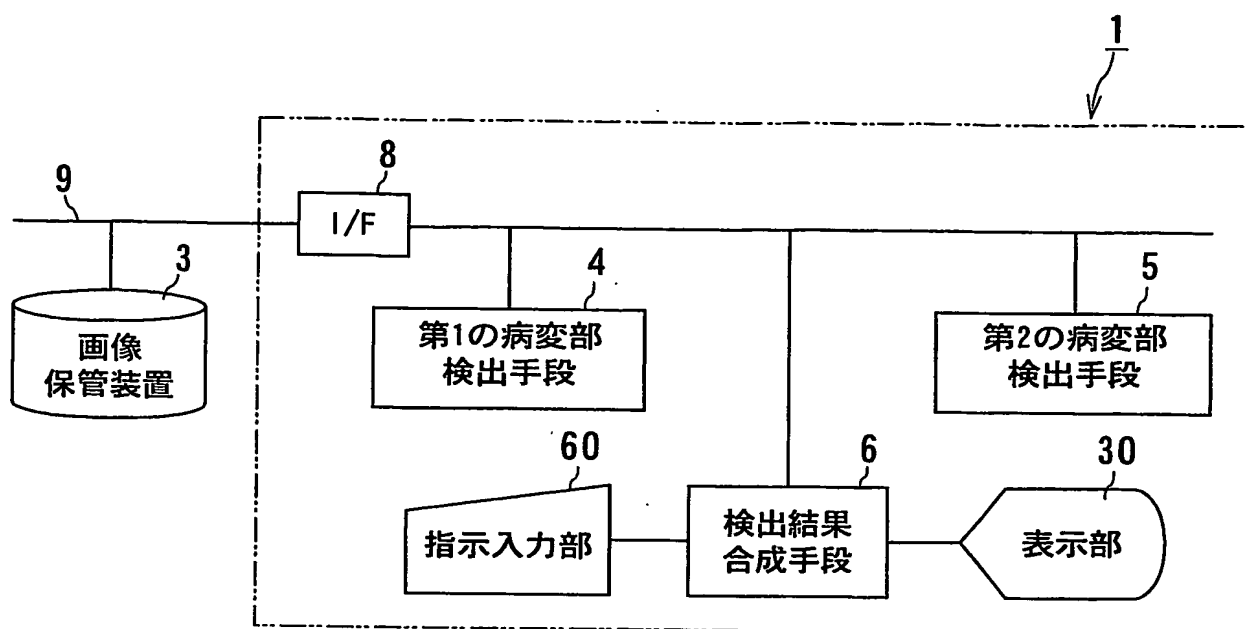 1
8
I/F
9
3
画像
保管装置
4
第1の病変部
検出手段
5
第2の病変部
検出手段
60
指示入力部
6
検出結果
合成手段
30
表示部